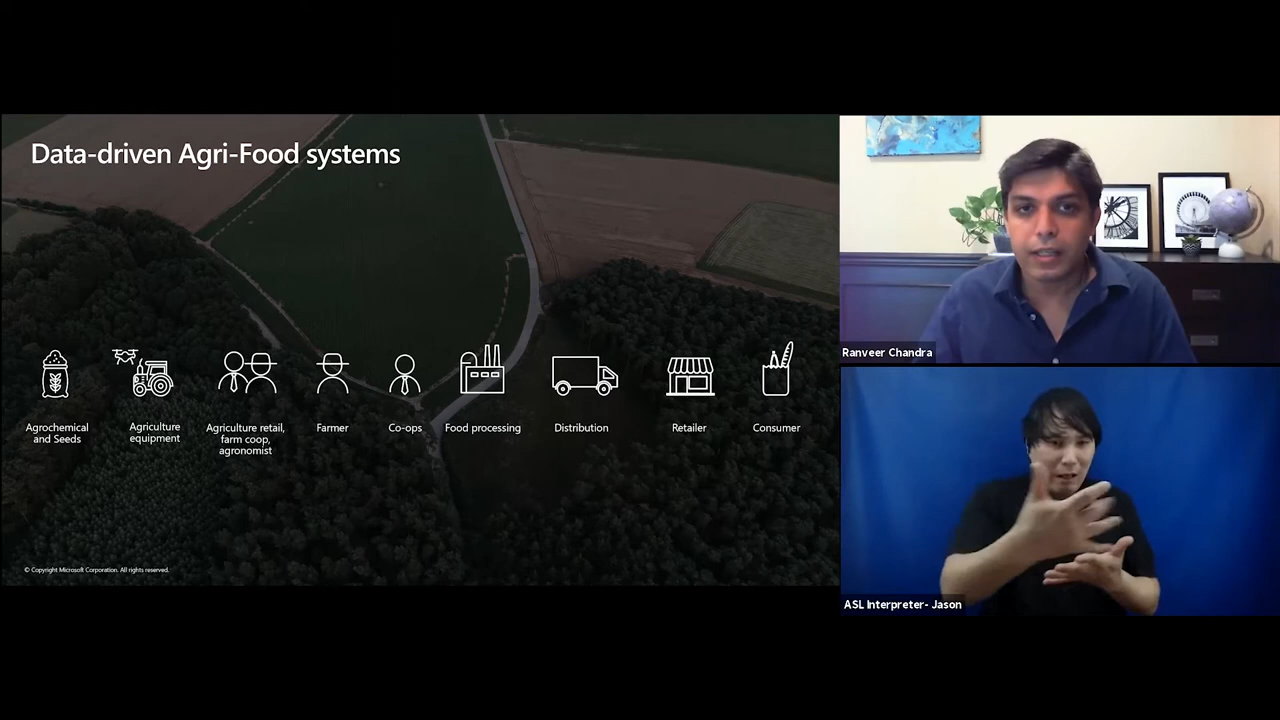 Data-driven Agri-Food systems
Agrochemical
and Seeds
Agriculture
equipment
Agriculture retail,
farm coop,
agronomist
Farmer
Co-ops
Food processing
Distribution
Retailer
Consumer
© Copyright Microsoft Corporation. All rights reserved.
Ranveer Chandra
ASL Interpreter- Jason